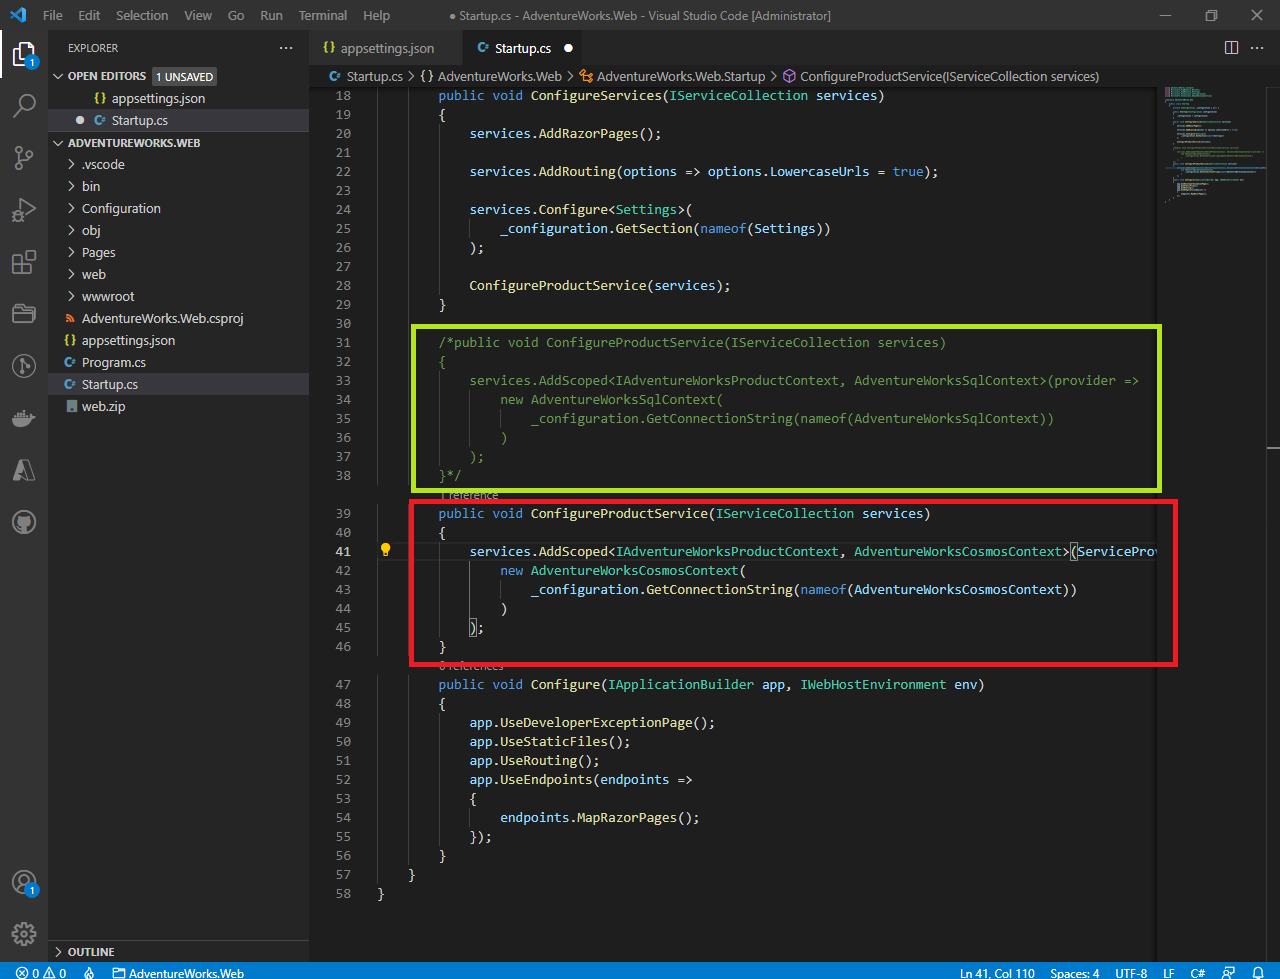 File Edit Selection View Go Run Terminal Help
● Startup.cs - AdventureWorks.Web - Visual Studio Code [Administrator]
EXPLORER
OPEN EDITORS 1 UNSAVED
{} appsettings.json
● C# Startup.cs
ADVENTUREWORKS.WEB
.vscode
bin
Configuration
obj
Pages
web
wwwroot
AdventureWorks.Web.csproj
{} appsettings.json
C# Program.cs
C# Startup.cs
web.zip
OUTLINE
1
1
{} appsettings.json
C# Startup.cs ●
C# Startup.cs > {} AdventureWorks.Web > AdventureWorks.Web.Startup > ConfigureProductService(IServiceCollection services)
18 public void ConfigureServices(IServiceCollection services)
19 {
20 services.AddRazorPages();
21
22 services.AddRouting(options => options.LowercaseUrls = true);
23
24 services.Configure<Settings>(
25 _configuration.GetSection(nameof(Settings))
26 );
27
28 ConfigureProductService(services);
29 }
30
31 /*public void ConfigureProductService(IServiceCollection services)
32 {
33 services.AddScoped<IAdventureWorksProductContext, AdventureWorksSqlContext>(provider =>
34 new AdventureWorksSqlContext(
35 _configuration.GetConnectionString(nameof(AdventureWorksSqlContext))
36 )
37 );
38 }*/
1 reference
39 public void ConfigureProductService(IServiceCollection services)
40 {
41 services.AddScoped<IAdventureWorksProductContext, AdventureWorksCosmosContext>(ServicePro
42 new AdventureWorksCosmosContext(
43 _configuration.GetConnectionString(nameof(AdventureWorksCosmosContext))
44 )
45 );
46 }
0 references
47 public void Configure(IApplicationBuilder app, IWebHostEnvironment env)
48 {
49 app.UseDeveloperExceptionPage();
50 app.UseStaticFiles();
51 app.UseRouting();
52 app.UseEndpoints(endpoints =>
53 {
54 endpoints.MapRazorPages();
55 });
56 }
57 }
58 }
0 0 AdventureWorks.Web
Ln 41, Col 110 Spaces: 4 UTF-8 LF C#